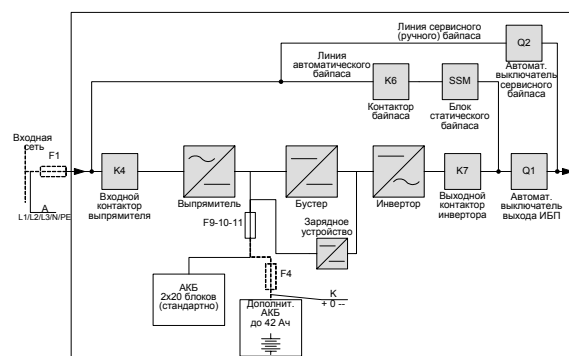 Линия сервисного
(ручного) байпаса
Q2
Линия
автоматического
байпаса
Автомат.
выключатель
сервисного
байпаса
K6
SSM
Контактор
байпаса
Блок
статического
байпаса
Входная
сеть
F1
K4
K7
Q1
A
L1/L2/L3/N/PE
Входной
контактор
выпрямителя
Выпрямитель
Бустер
Инвертор
Выходной
контактор
инвертора
Автомат.
выключатель
выхода ИБП
F9-10-11
Зарядное
устройство
F4
АКБ
2x20 блоков
(стандартно)
K
+ 0 --
Дополнит.
АКБ
до 42 Ач